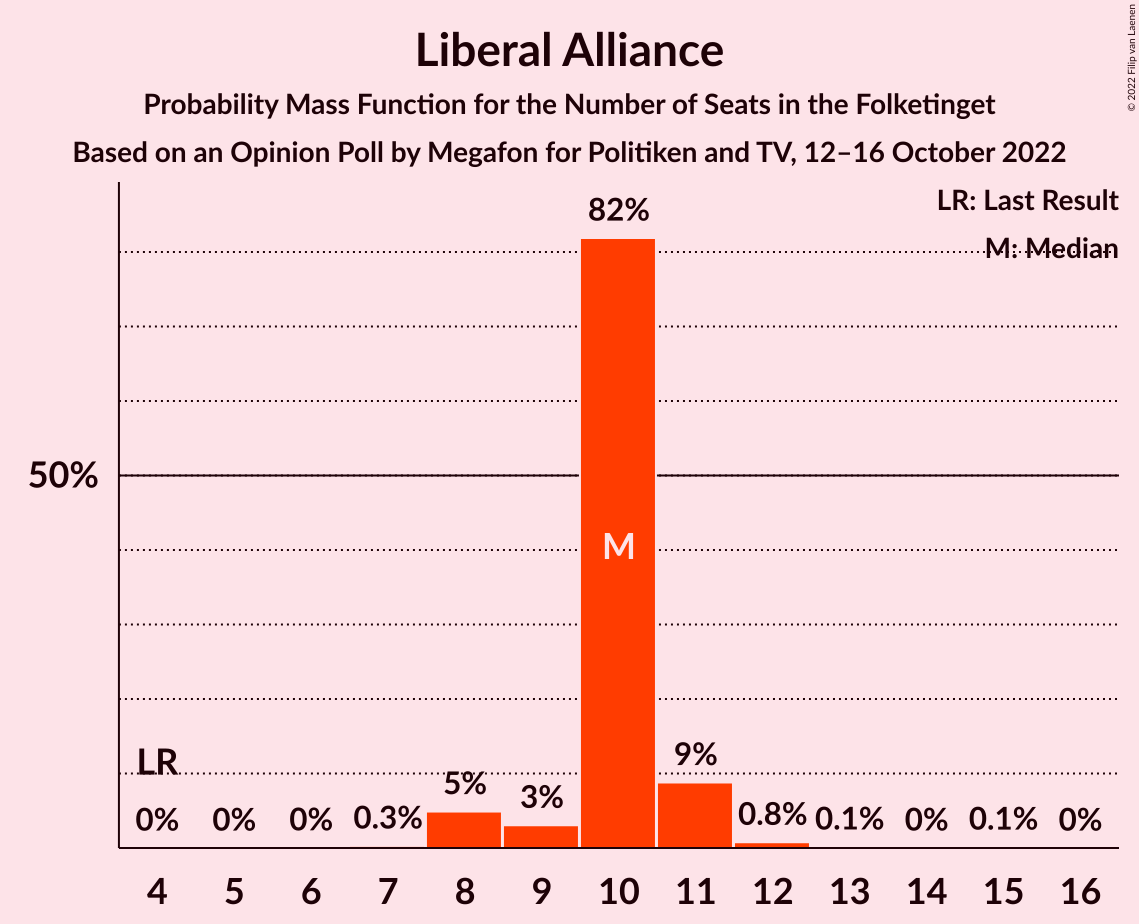 Liberal Alliance
Probability Mass Function for the Number of Seats in the Folketinget
Based on an Opinion Poll by Megafon for Politiken and TV, 12–16 October 2022
© 2022 Filip van Laenen
LR: Last Result
M: Median
82%
50%
M
LR
0% 0% 0% 0.3% 5% 3% 9% 0.8% 0.1% 0% 0.1% 0%
4 5 6 7 8 9 10 11 12 13 14 15 16